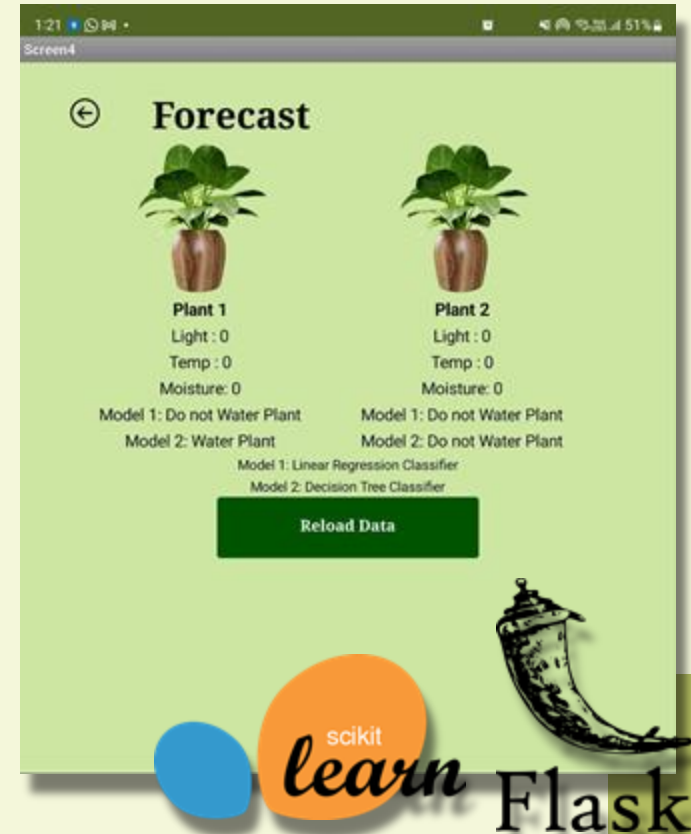 1:21
51%
Screen4
Forecast
Plant 1
Light : 0
Temp : 0
Moisture: 0
Model 1: Do not Water Plant
Model 2: Water Plant
Plant 2
Light : 0
Temp : 0
Moisture: 0
Model 1: Do not Water Plant
Model 2: Do not Water Plant
Model 1: Linear Regression Classifier
Model 2: Decision Tree Classifier
Reload Data
scikit
learn
Flask